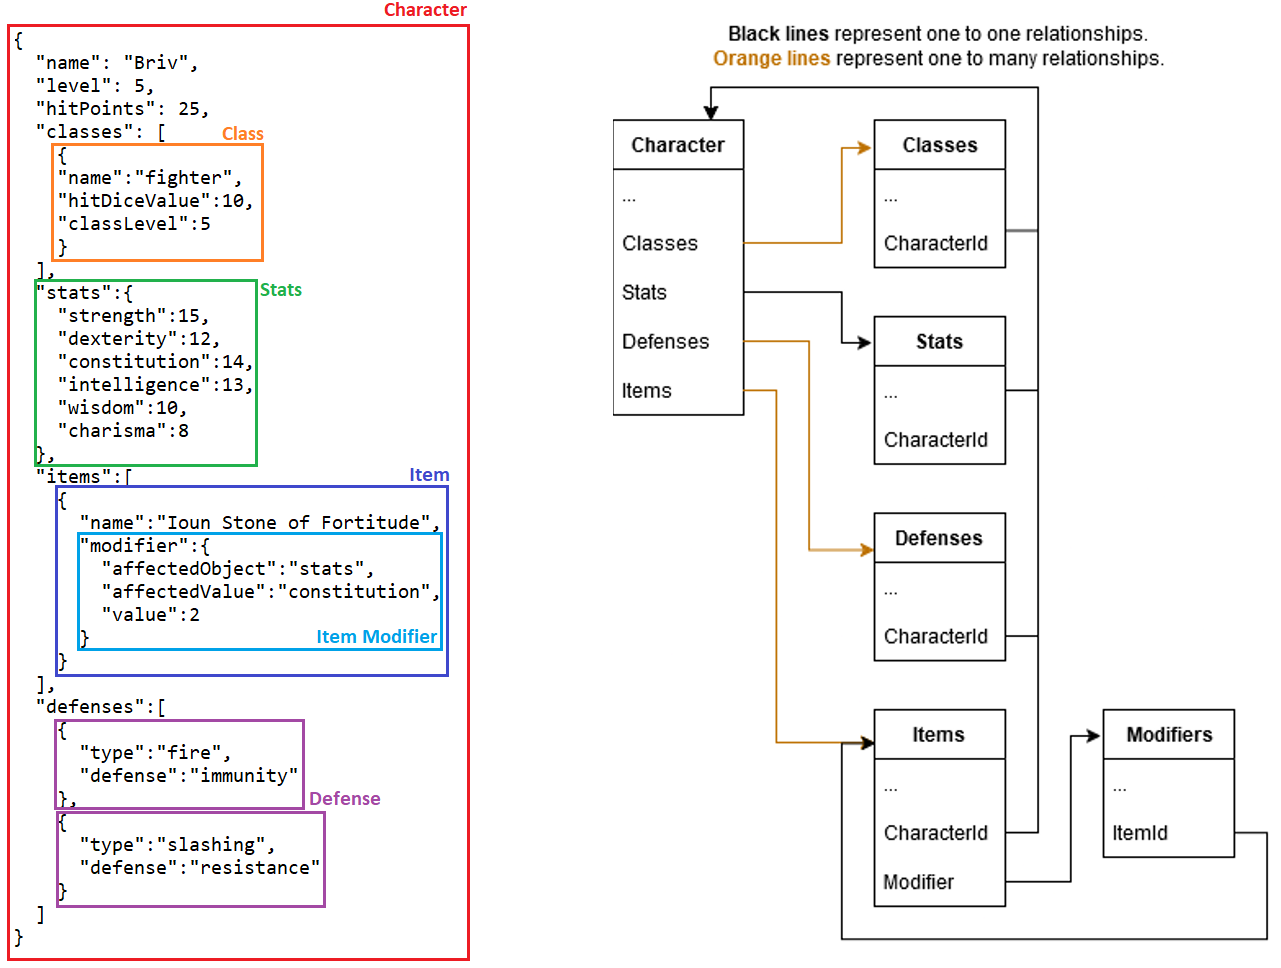 Character
{
"name": "Briv",
"level": 5,
"hitPoints": 25,
"classes": [
Class
{
"name":"fighter",
"hitDiceValue":10,
"classLevel":5
}
],
"stats":{
Stats
"strength":15,
"dexterity":12,
"constitution":14,
"intelligence":13,
"wisdom":10,
"charisma":8
},
"items":[
Item
{
"name":"Ioun Stone of Fortitude",
"modifier":{
"affectedObject":"stats",
"affectedValue":"constitution",
"value":2
}
Item Modifier
}
],
"defenses":[
{
"type":"fire",
"defense":"immunity"
},
Defense
{
"type":"slashing",
"defense":"resistance"
}
]
}
Black lines represent one to one relationships.
Orange lines represent one to many relationships.
Character
...
Classes
Stats
Defenses
Items
Classes
...
CharacterId
Stats
...
CharacterId
Defenses
...
CharacterId
Items
...
CharacterId
Modifier
Modifiers
...
ItemId